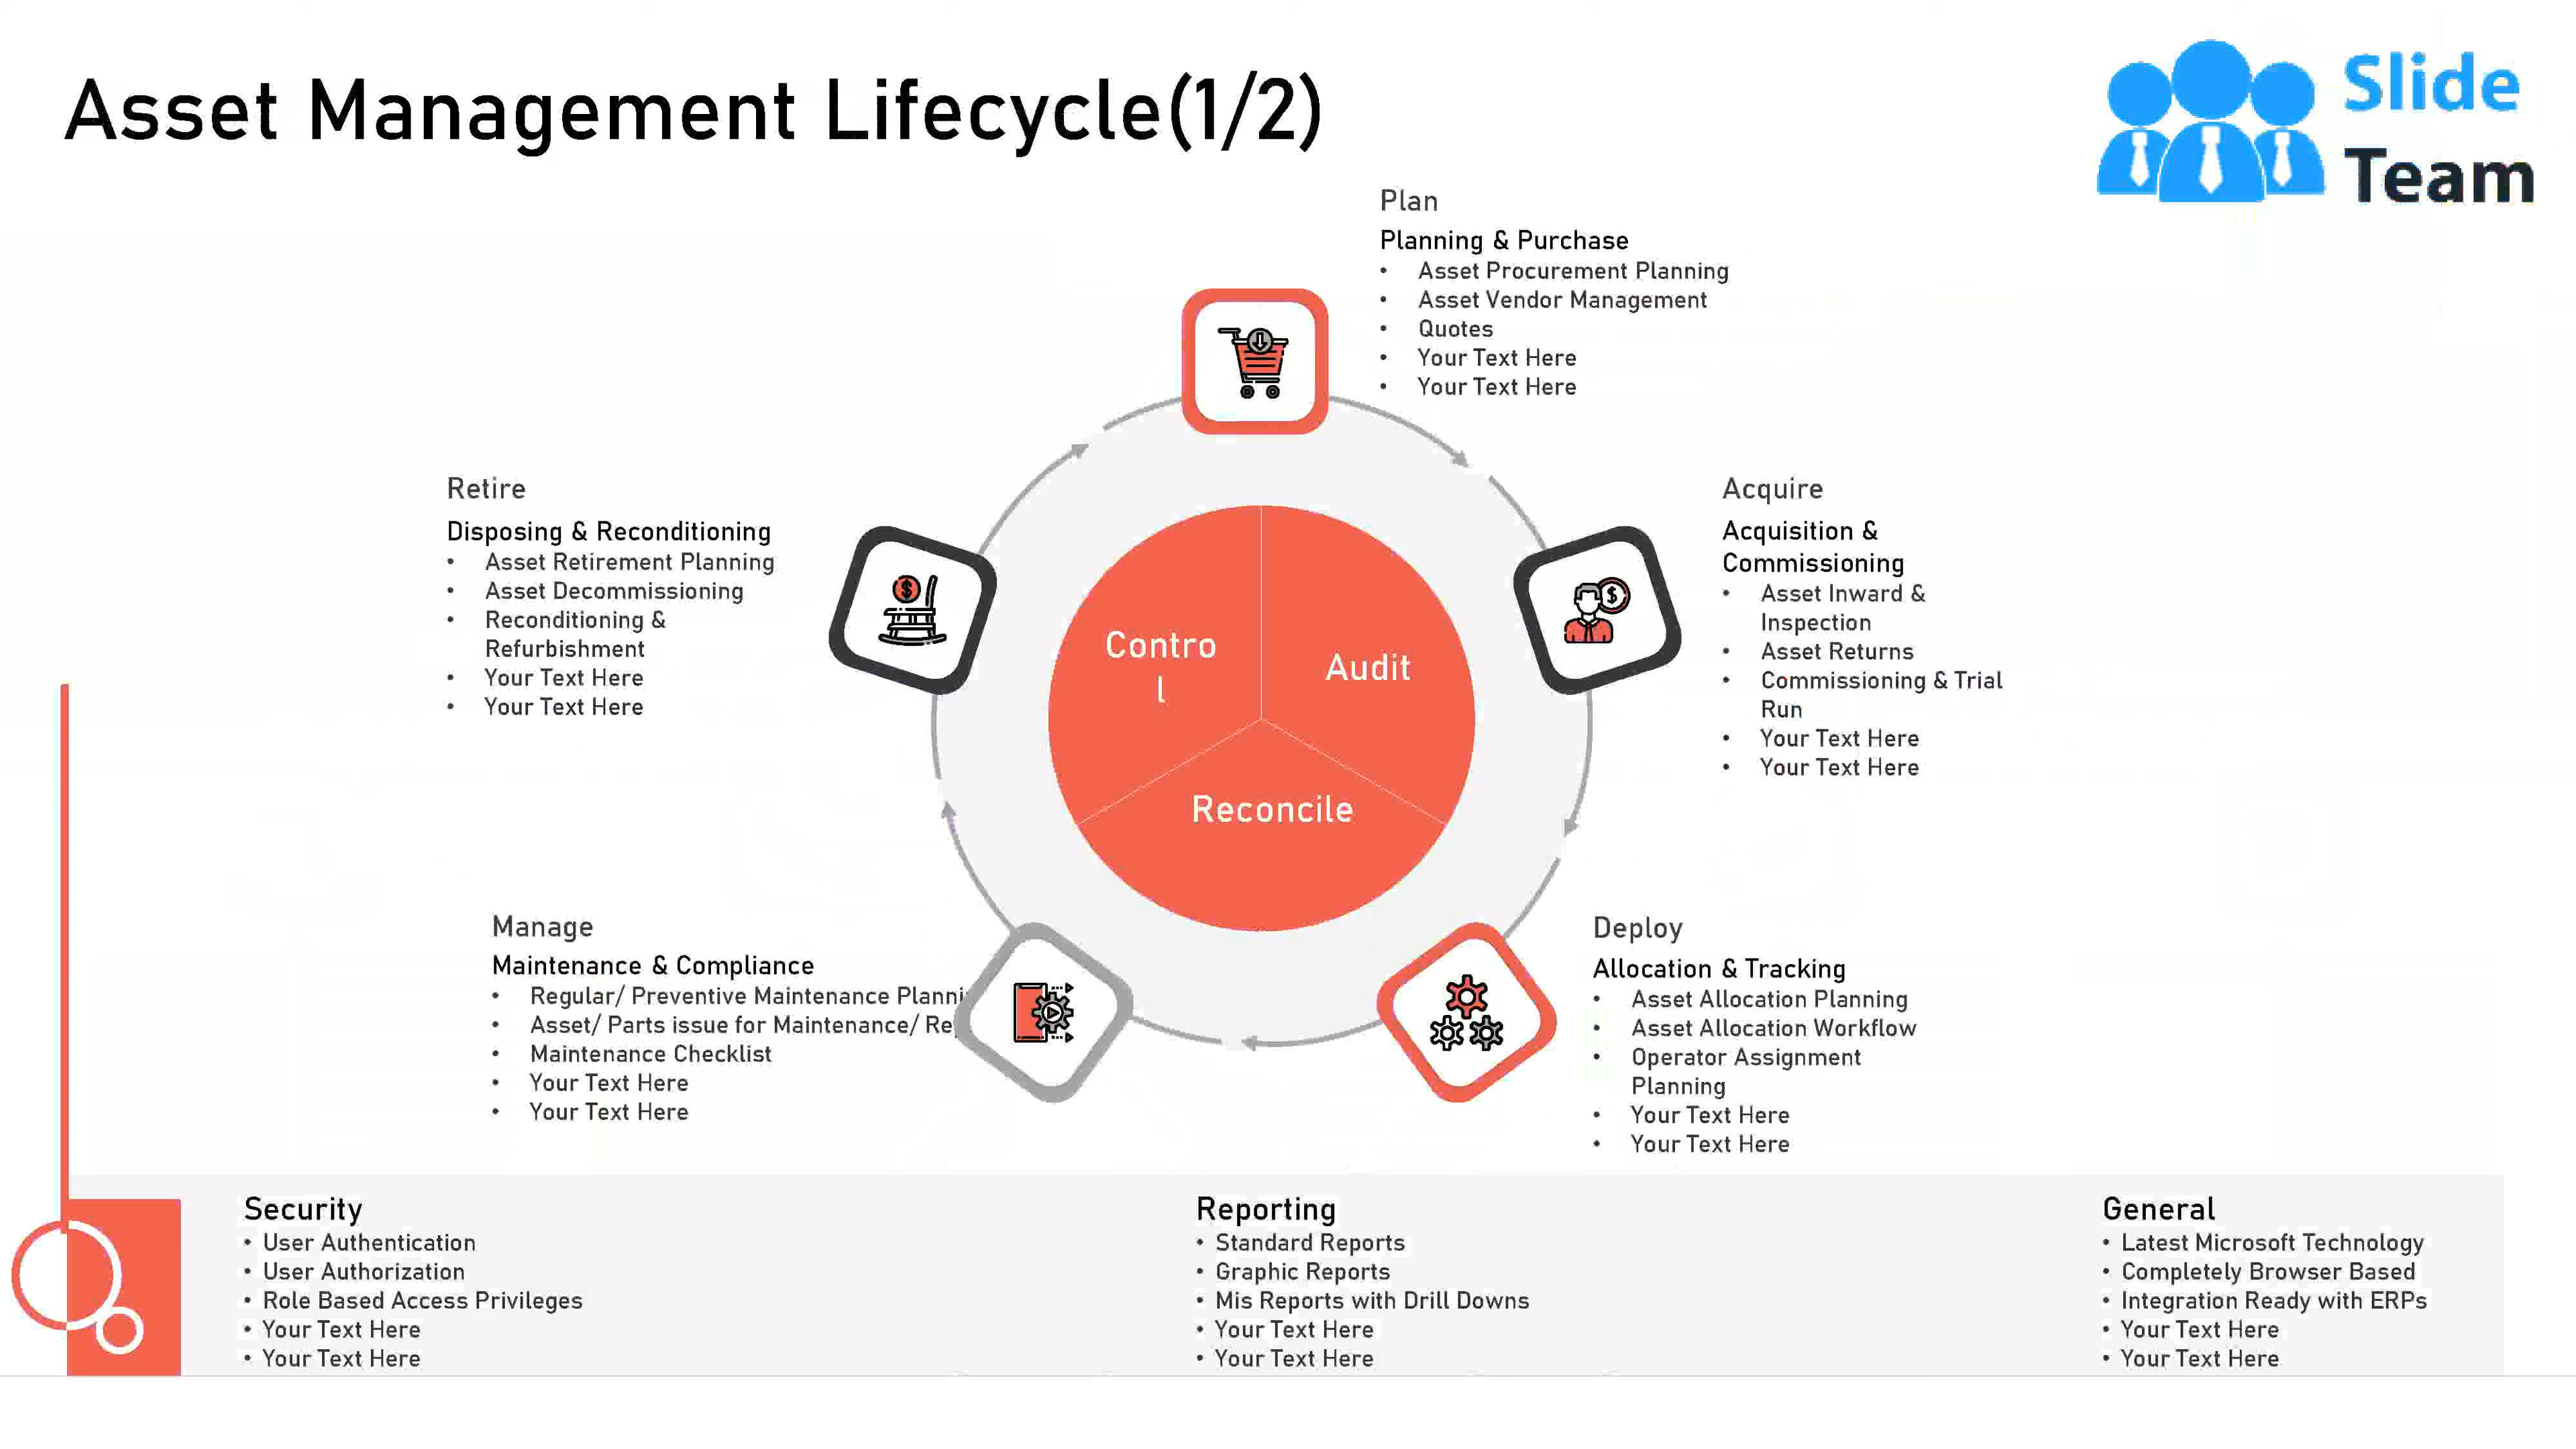 Asset Management Lifecycle(1/2)
Slide
Team
Plan
Planning & Purchase
• Asset Procurement Planning
• Asset Vendor Management
• Quotes
• Your Text Here
• Your Text Here
Retire
Disposing & Reconditioning
• Asset Retirement Planning
• Asset Decommissioning
• Reconditioning &
Refurbishment
• Your Text Here
• Your Text Here
Acquire
Acquisition &
Commissioning
• Asset Inward &
Inspection
• Asset Returns
• Commissioning & Trial
Run
• Your Text Here
• Your Text Here
Contro
l
Audit
Reconcile
Manage
Maintenance & Compliance
• Regular/ Preventive Maintenance
• Asset/ Parts issue for Maintenance/
• Maintenance Checklist
• Your Text Here
• Your Text Here
Deploy
Allocation & Tracking
• Asset Allocation Planning
• Asset Allocation Workflow
• Operator Assignment
Planning
• Your Text Here
• Your Text Here
Security
• User Authentication
• User Authorization
• Role Based Access Privileges
• Your Text Here
• Your Text Here
Reporting
• Standard Reports
• Graphic Reports
• Mis Reports with Drill Downs
• Your Text Here
• Your Text Here
General
• Latest Microsoft Technology
• Completely Browser Based
• Integration Ready with ERPs
• Your Text Here
• Your Text Here